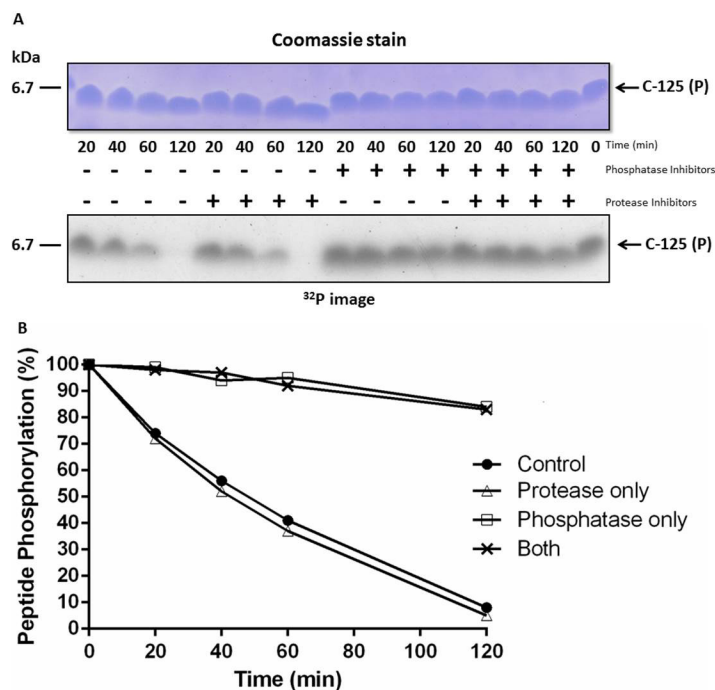 A
Coomassie stain
kDa
6.7
C-125 (P)
20 40 60 120 20 40 60 120 20 40 60 120 20 40 60 120 0 Time (min)
- - - - - - - - + + + + + + + + Phosphatase Inhibitors
- - - - + + + + - - - - + + + + Protease Inhibitors
6.7
C-125 (P)
32P image
B
Peptide Phosphorylation (%)
100
90
80
70
60
50
40
30
20
10
0
Control
Protease only
Phosphatase only
Both
0 20 40 60 80 100 120
Time (min)